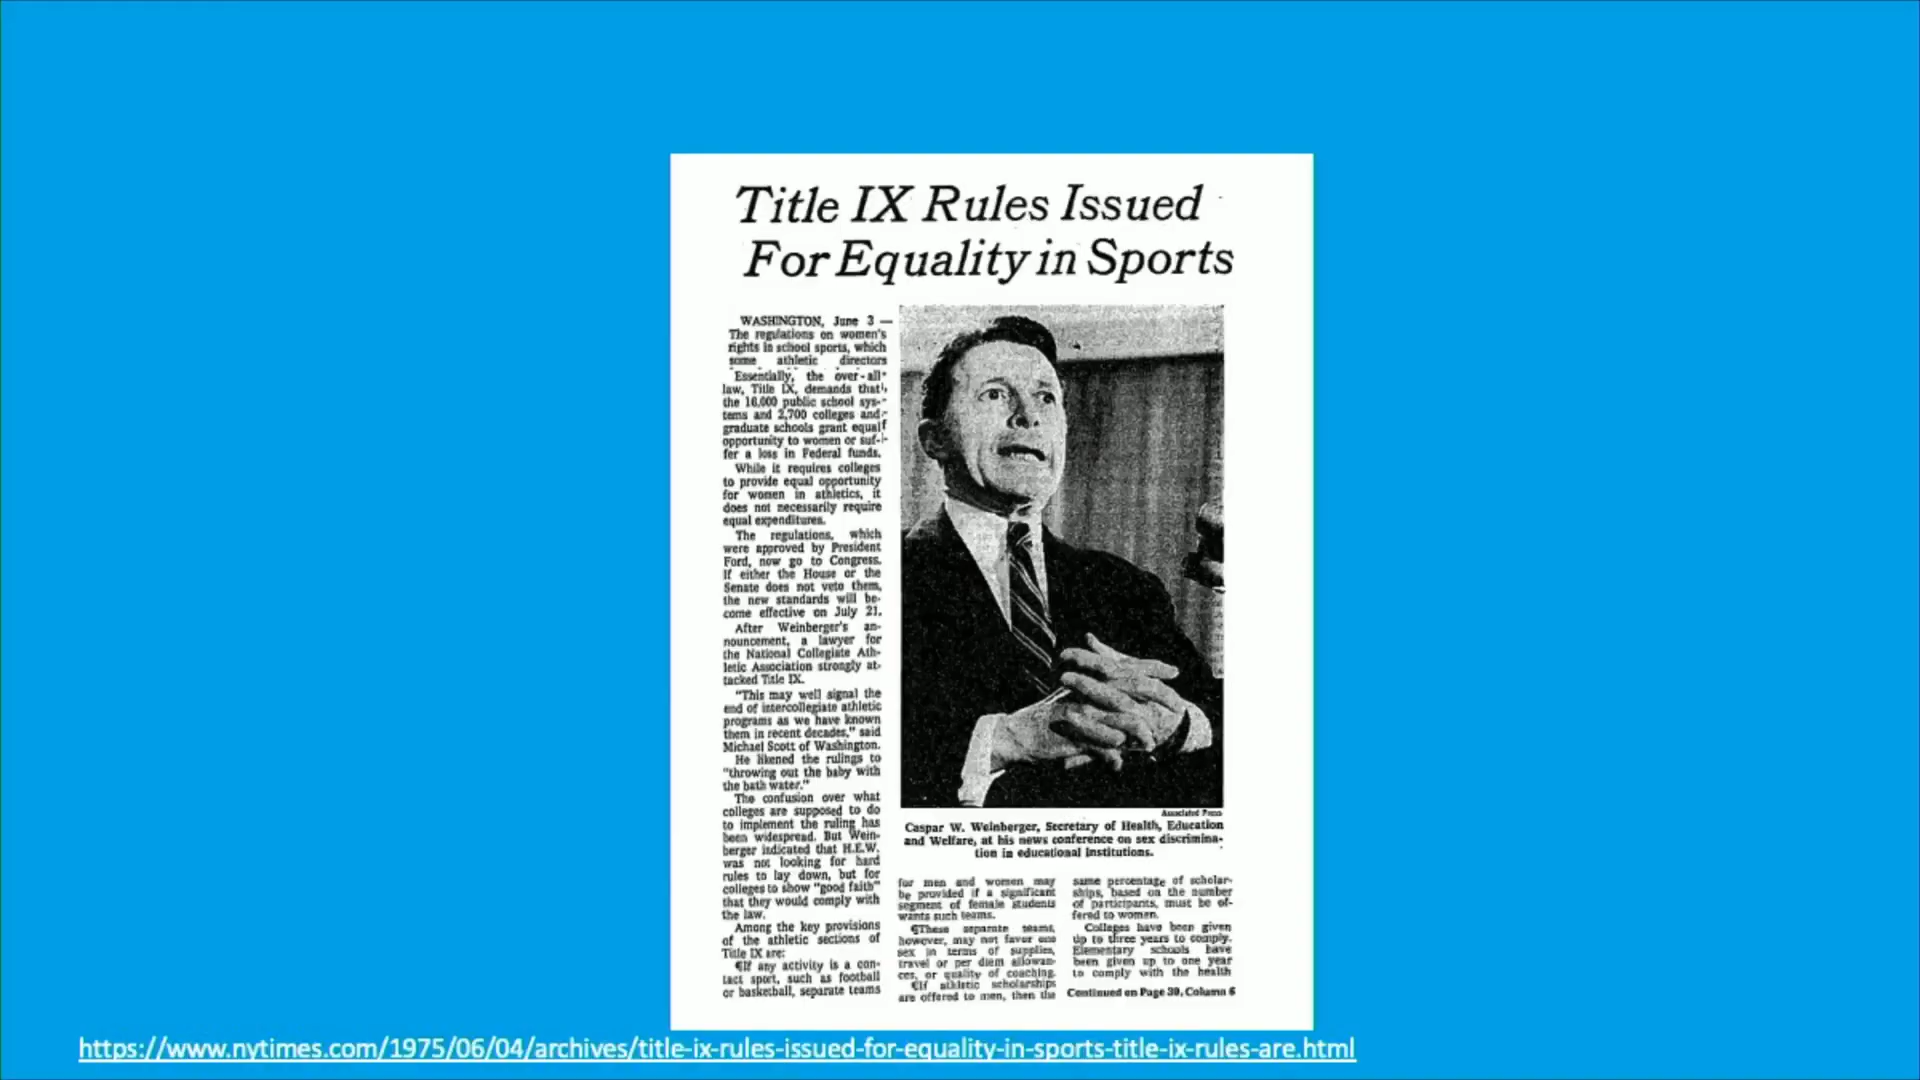 Title IX Rules Issued
For Equality in Sports
WASHINGTON, June 3 —
The regulations on women's
rights in school sports, which
some athletic directors
Essentially, the over-all
law, Title IX, demands that
the 16,000 public school sys-
tems and 2,700 colleges and
graduate schools grant equal
opportunity to women or suf-
fer a loss in Federal funds.
While it requires colleges
to provide equal opportunity
for women in athletics, it
does not necessarily require
equal expenditures.
The regulations, which
were approved by President
Ford, now go to Congress.
If either the House or the
Senate does not veto them,
the new standards will be-
come effective on July 21.
After Weinberger's an-
nouncement, a lawyer for
the National Collegiate Ath-
letic Association strongly at-
tacked Title IX.
"This may well signal the
end of intercollegiate athletic
programs as we have known
them in recent decades," said
Michael Scott of Washington.
He likened the rulings to
"throwing out the baby with
the bath water."
The confusion over what
colleges are supposed to do
to implement the ruling has
been widespread. But Wein-
berger indicated that H.E.W.
was not looking for hard
rules to lay down, but for
colleges to show "good faith"
that they would comply with
the law.
Among the key provisions
of the athletic sections of
Title IX are:
¶If any activity is a con-
tact sport, such as football
or basketball, separate teams
Associated Press
Caspar W. Weinberger, Secretary of Health, Education
and Welfare, at his news conference on sex discrimina-
tion in educational institutions.
for men and women may
be provided if a significant
segment of female students
wants such teams.
¶These separate teams,
however, may not favor one
sex in terms of supplies,
travel or per diem allowan-
ces, or quality of coaching.
¶If athletic scholarships
are offered to men, then the
same percentage of scholar-
ships, based on the number
of participants, must be of-
fered to women.
Colleges have been given
up to three years to comply.
Elementary schools have
been given up to one year
to comply with the health
Continued on Page 30, Column 6
https://www.nytimes.com/1975/06/04/archives/title-ix-rules-issued-for-equality-in-sports-title-ix-rules-are.html